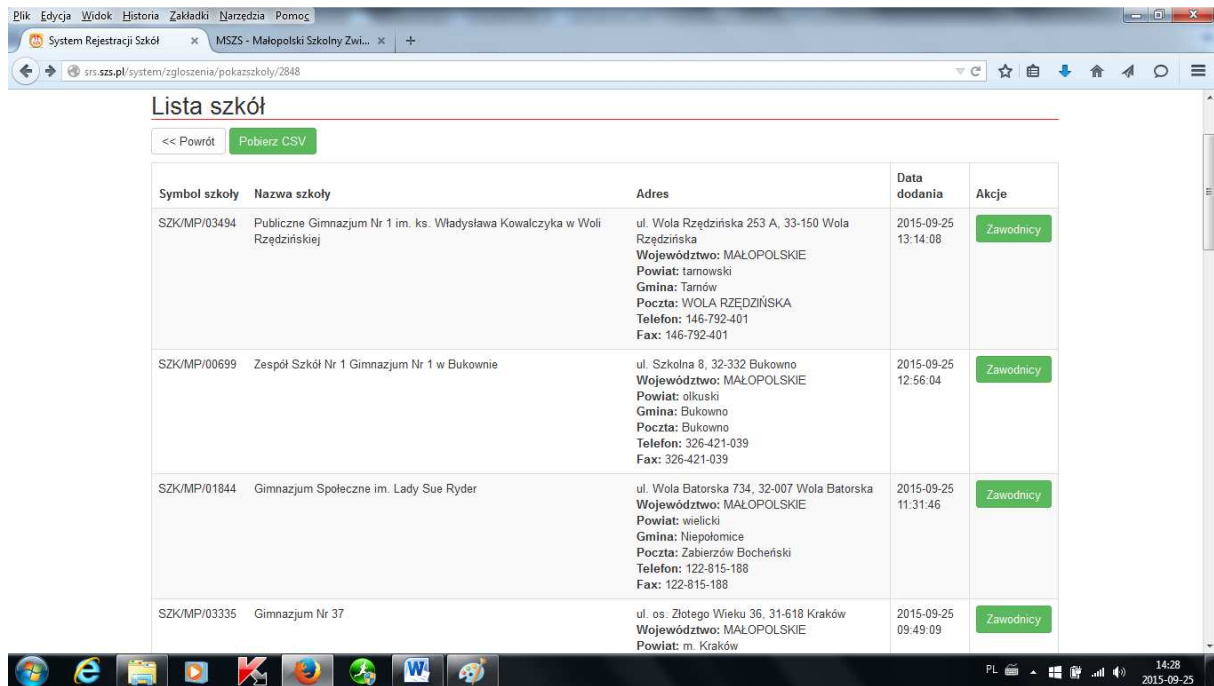 Plik Edycja Widok Historia Zakładki Narzędzia Pomoc
System Rejestracji Szkół × MSZS - Małopolski Szkolny Zwi... × +
srs.szs.pl/system/zgloszenia/pokazszkoly/2848
Lista szkół
<< Powrót Pobierz CSV
Symbol szkoły Nazwa szkoły Adres Data dodania Akcje
SZK/MP/03494 Publiczne Gimnazjum Nr 1 im. ks. Władysława Kowalczyka w Woli
Rzędzińskiej
ul. Wola Rzędzińska 253 A, 33-150 Wola
Rzędzińska
Województwo: MAŁOPOLSKIE
Powiat: tarnowski
Gmina: Tarnów
Poczta: WOLA RZĘDZIŃSKA
Telefon: 146-792-401
Fax: 146-792-401
2015-09-25
13:14:08
Zawodnicy
SZK/MP/00699 Zespół Szkół Nr 1 Gimnazjum Nr 1 w Bukownie
ul. Szkolna 8, 32-332 Bukowno
Województwo: MAŁOPOLSKIE
Powiat: olkuski
Gmina: Bukowno
Poczta: Bukowno
Telefon: 326-421-039
Fax: 326-421-039
2015-09-25
12:56:04
Zawodnicy
SZK/MP/01844 Gimnazjum Społeczne im. Lady Sue Ryder
ul. Wola Batorska 734, 32-007 Wola Batorska
Województwo: MAŁOPOLSKIE
Powiat: wielicki
Gmina: Niepołomice
Poczta: Zabierzów Bocheński
Telefon: 122-815-188
Fax: 122-815-188
2015-09-25
11:31:46
Zawodnicy
SZK/MP/03335 Gimnazjum Nr 37
ul. os. Złotego Wieku 36, 31-618 Kraków
Województwo: MAŁOPOLSKIE
Powiat: m. Kraków
2015-09-25
09:49:09
Zawodnicy
PL 14:28
2015-09-25